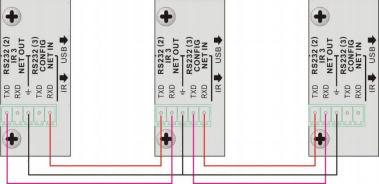 RS232 (2)
IR 3
NET OUT
RS232 (3)
CONFIG
NET IN
USB
IR
TXD
RXD
TXD
RXD
RS232 (2)
IR 3
NET OUT
RS232 (3)
CONFIG
NET IN
USB
IR
TXD
RXD
TXD
RXD
RS232 (2)
IR 3
NET OUT
RS232 (3)
CONFIG
NET IN
USB
IR
TXD
RXD
TXD
RXD